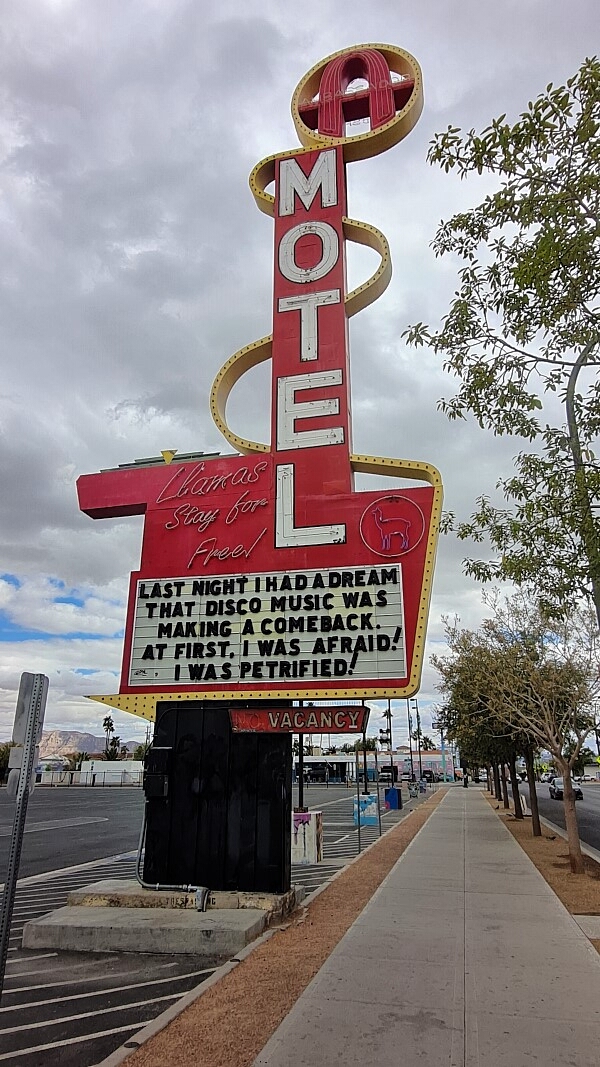 MOTEL
Llamas
Stay for
Free!
LAST NIGHT I HAD A DREAM
THAT DISCO MUSIC WAS
MAKING A COMEBACK.
AT FIRST, I WAS AFRAID!
I WAS PETRIFIED!
NO VACANCY